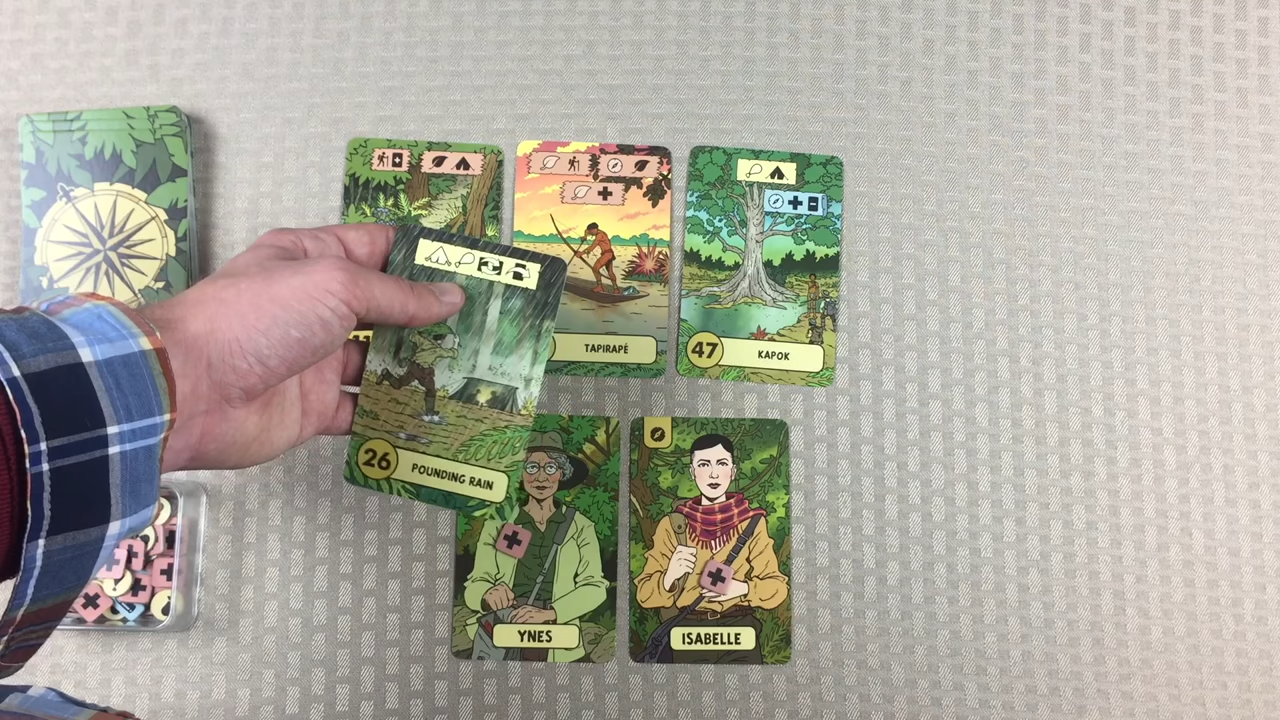 TAPIRAPÉ
47
KAPOK
26
POUNDING RAIN
YNES
ISABELLE